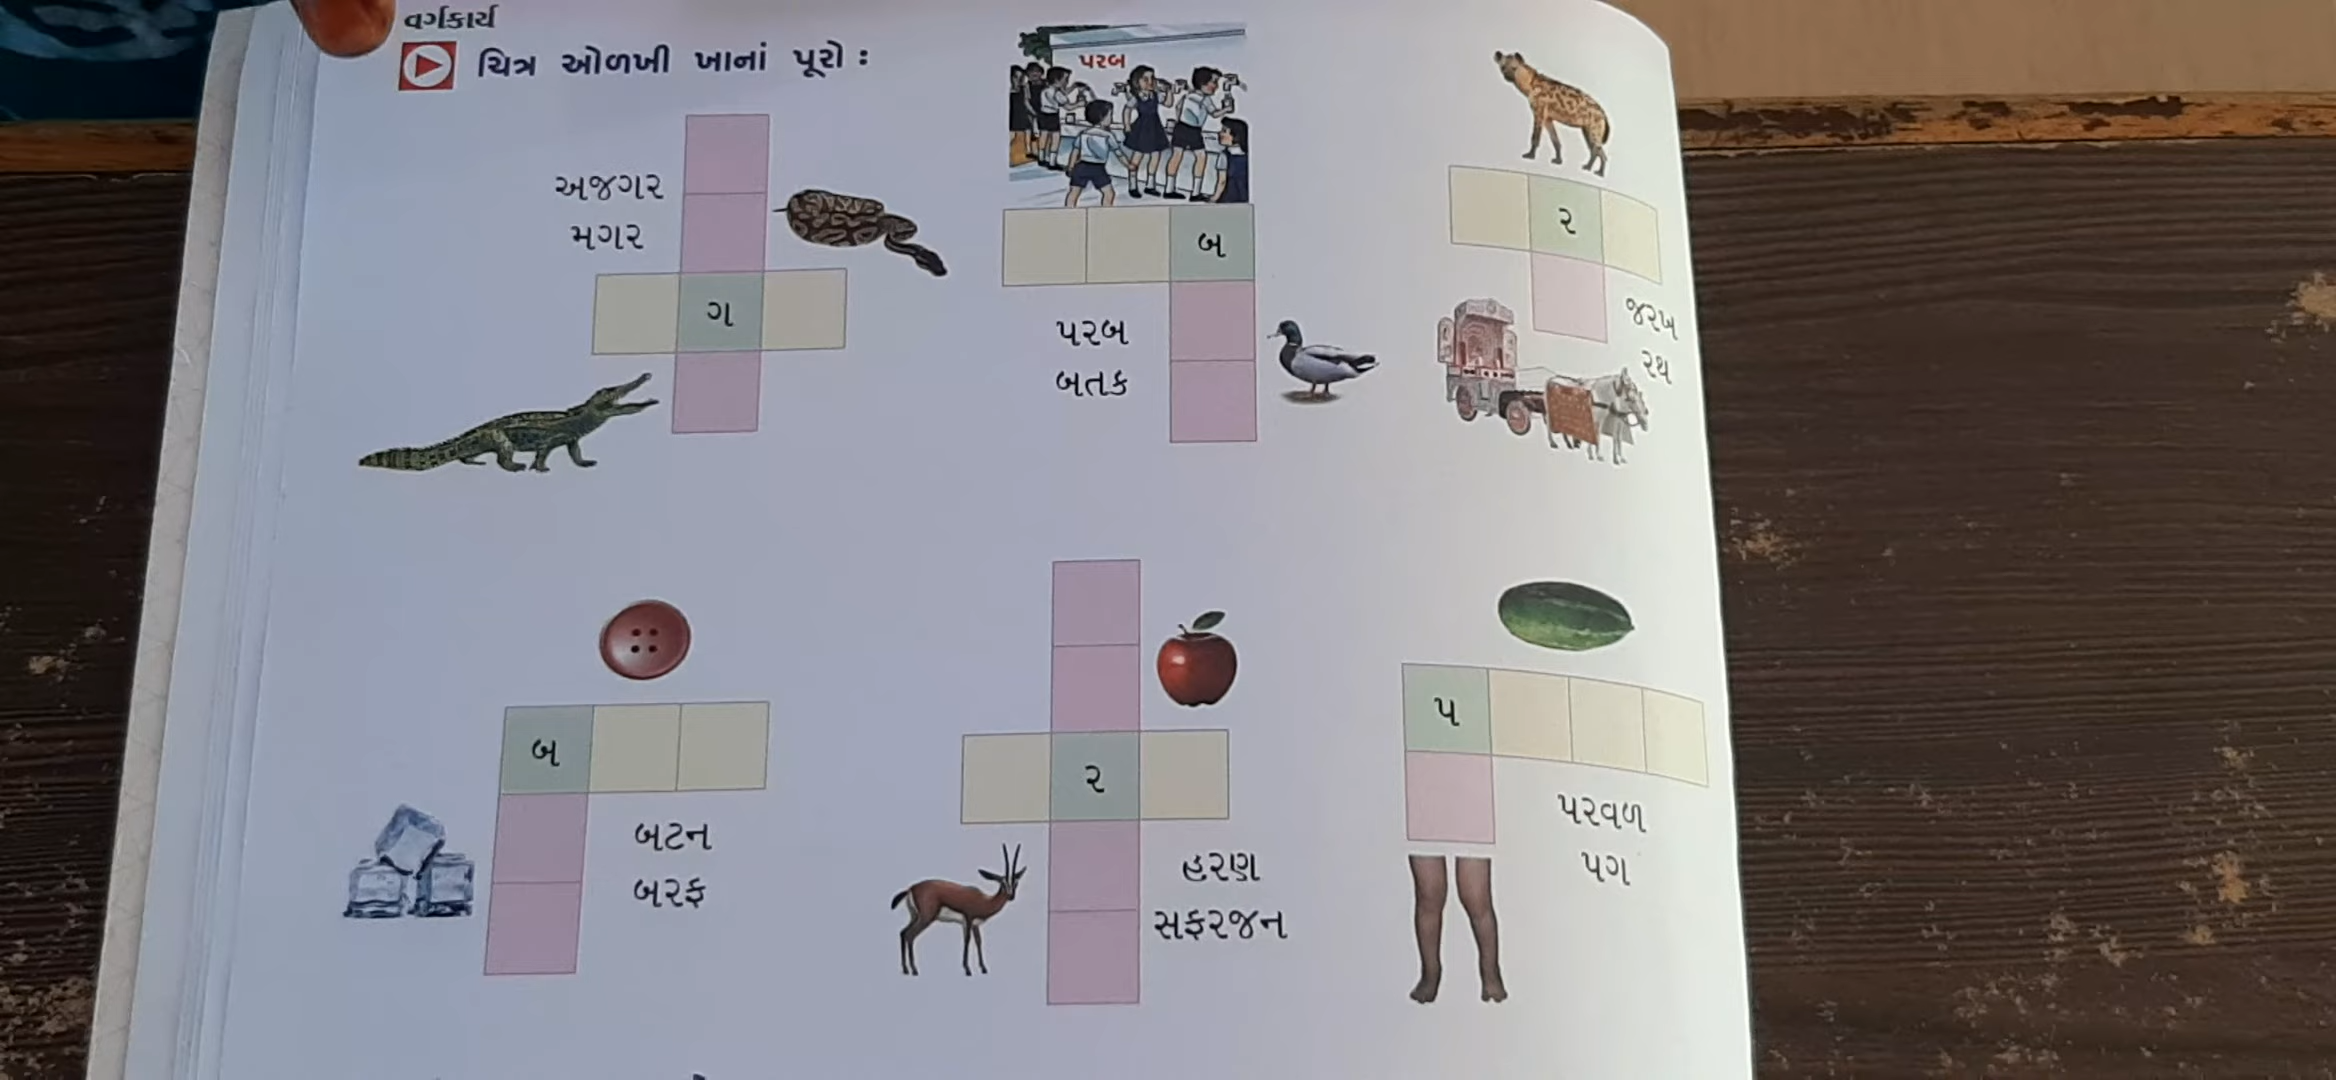 વર્ગકાર્ય
ચિત્ર ઓળખી ખાનાં પૂરો :
પરબ
અજગર
મગર
ગ
બ
પરબ
બતક
ર
જરખ
રથ
બ
બટન
બરફ
ર
હરણ
સફરજન
પ
પરવળ
પગ